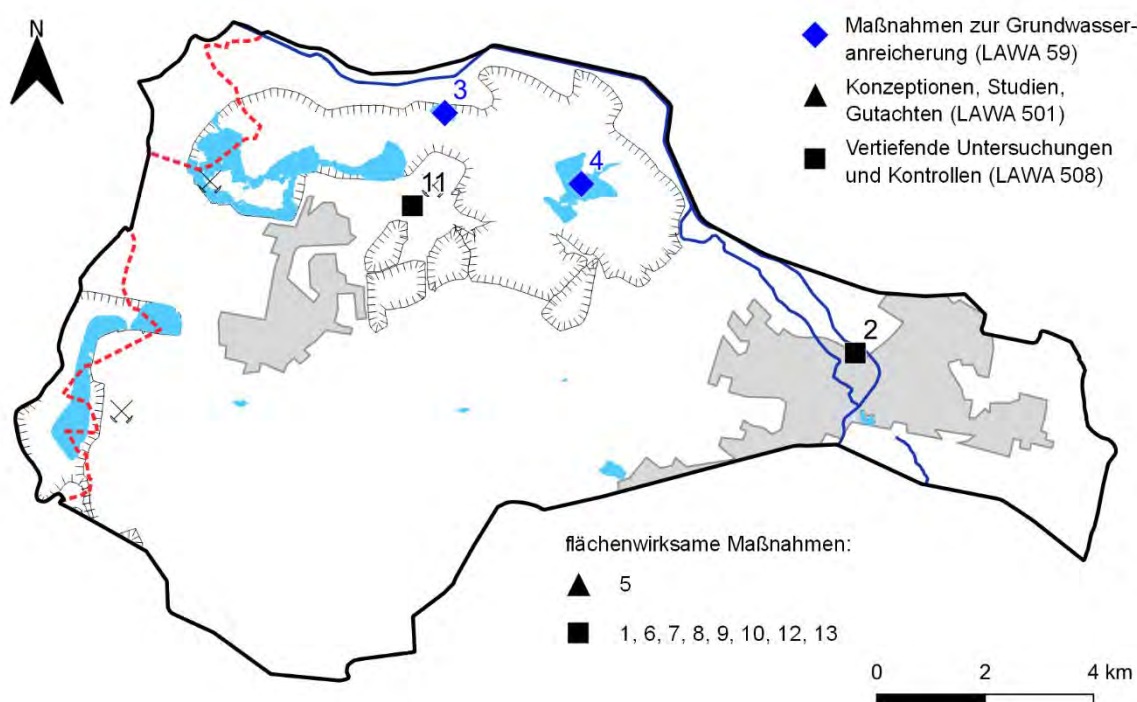 N
Maßnahmen zur Grundwasser-
anreicherung (LAWA 59)
Konzeptionen, Studien,
Gutachten (LAWA 501)
Vertiefende Untersuchungen
und Kontrollen (LAWA 508)
3
4
11
2
flächenwirksame Maßnahmen:
5
1, 6, 7, 8, 9, 10, 12, 13
0 2 4 km